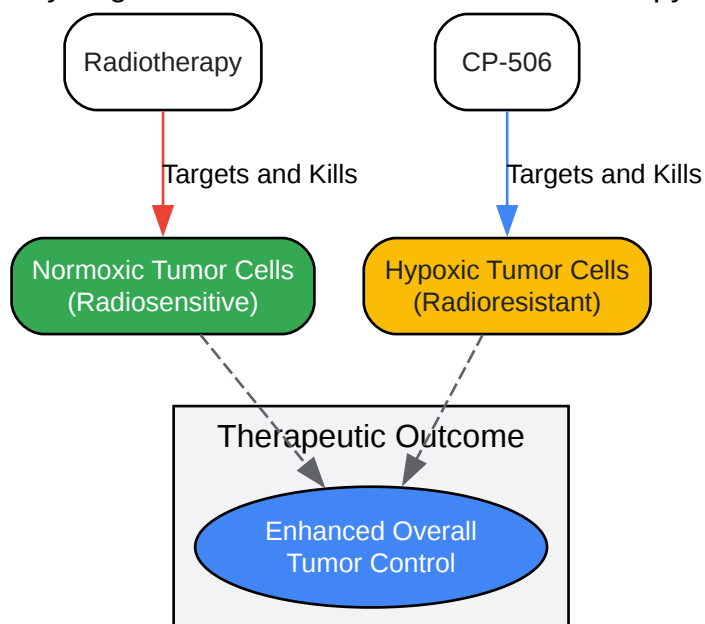 Radiotherapy
CP-506
Targets and Kills
Targets and Kills
Normoxic Tumor Cells
(Radiosensitive)
Hypoxic Tumor Cells
(Radioresistant)
Therapeutic Outcome
Enhanced Overall
Tumor Control